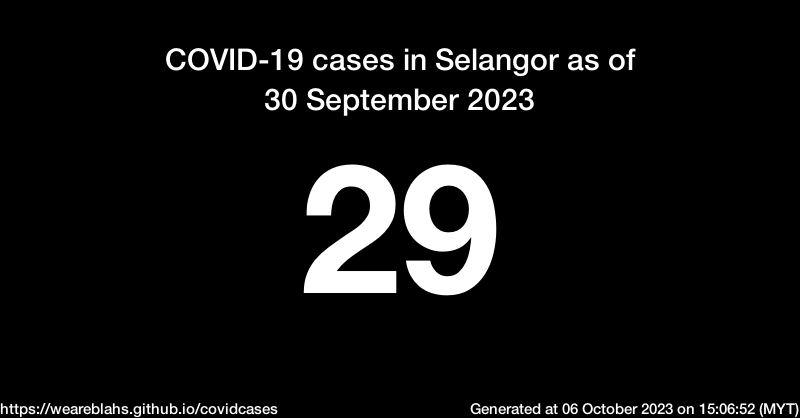 COVID-19 cases in Selangor as of
30 September 2023
29
https://weareblahs.github.io/covidcases
Generated at 06 October 2023 on 15:06:52 (MYT)